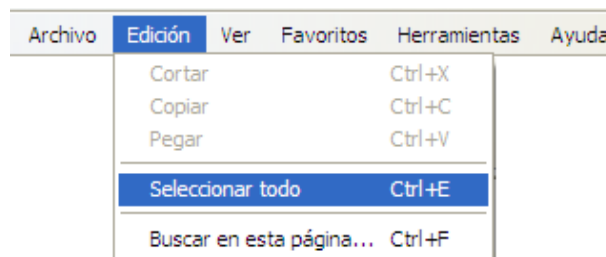 Archivo Edición Ver Favoritos Herramientas Ayuda
Cortar Ctrl+X
Copiar Ctrl+C
Pegar Ctrl+V
Seleccionar todo Ctrl+E
Buscar en esta página... Ctrl+F